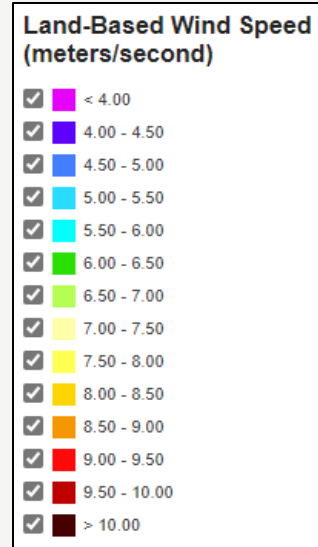 Land-Based Wind Speed
(meters/second)
< 4.00
4.00 - 4.50
4.50 - 5.00
5.00 - 5.50
5.50 - 6.00
6.00 - 6.50
6.50 - 7.00
7.00 - 7.50
7.50 - 8.00
8.00 - 8.50
8.50 - 9.00
9.00 - 9.50
9.50 - 10.00
> 10.00